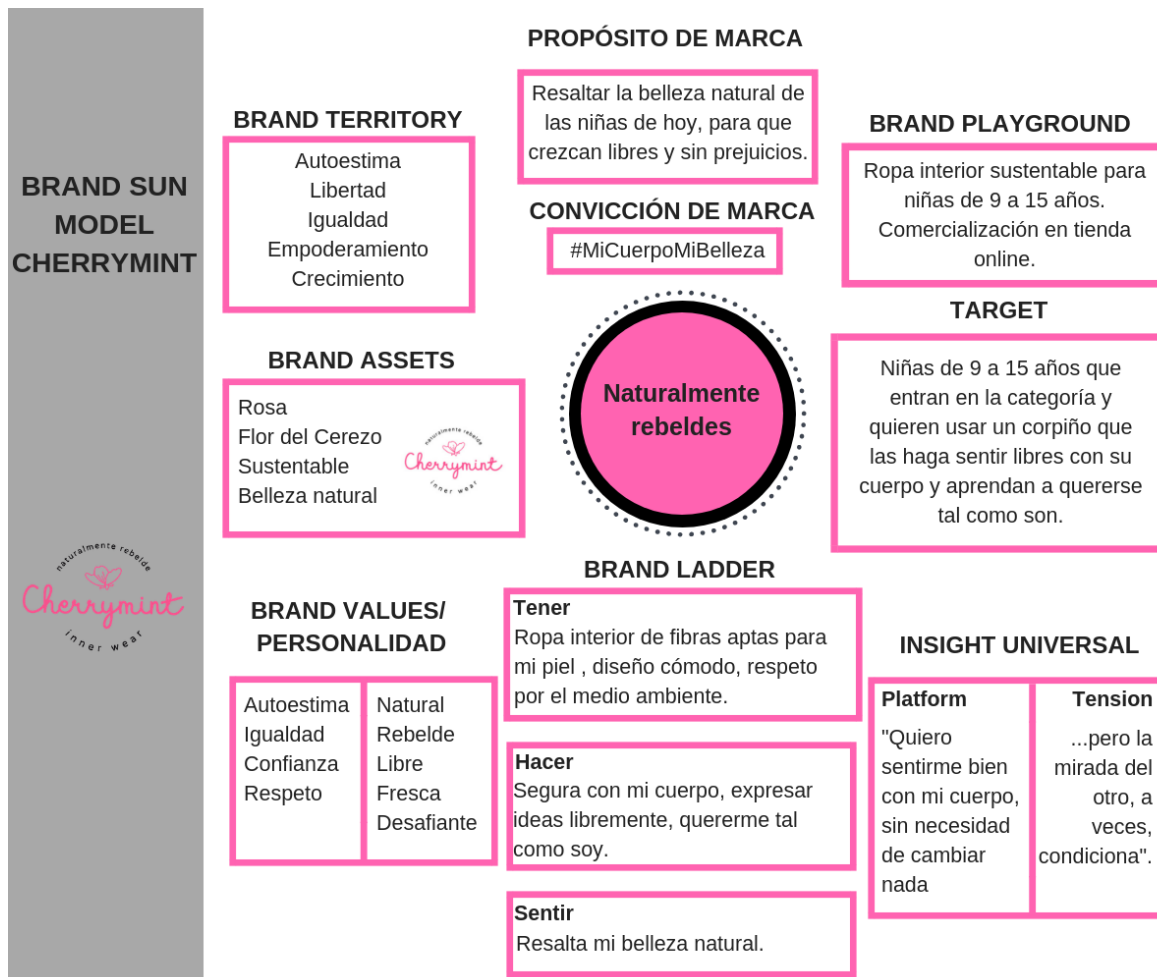 BRAND SUN
MODEL
CHERRYMINT
naturalmente rebelde
Cherrymint
inner wear
PROPÓSITO DE MARCA
Resaltar la belleza natural de
las niñas de hoy, para que
crezcan libres y sin prejuicios.
CONVICCIÓN DE MARCA
#MiCuerpoMiBelleza
BRAND TERRITORY
Autoestima
Libertad
Igualdad
Empoderamiento
Crecimiento
BRAND PLAYGROUND
Ropa interior sustentable para
niñas de 9 a 15 años.
Comercialización en tienda
online.
BRAND ASSETS
Rosa
Flor del Cerezo
Sustentable
Belleza natural
naturalmente rebelde
Cherrymint
inner wear
Naturalmente
rebeldes
TARGET
Niñas de 9 a 15 años que
entran en la categoría y
quieren usar un corpiño que
las haga sentir libres con su
cuerpo y aprendan a quererse
tal como son.
BRAND VALUES/
PERSONALIDAD
Autoestima
Igualdad
Confianza
Respeto
Natural
Rebelde
Libre
Fresca
Desafiante
BRAND LADDER
Tener
Ropa interior de fibras aptas para
mi piel , diseño cómodo, respeto
por el medio ambiente.
Hacer
Segura con mi cuerpo, expresar
ideas libremente, quererme tal
como soy.
Sentir
Resalta mi belleza natural.
INSIGHT UNIVERSAL
Platform
"Quiero
sentirme bien
con mi cuerpo,
sin necesidad
de cambiar
nada
Tension
...pero la
mirada del
otro, a
veces,
condiciona".